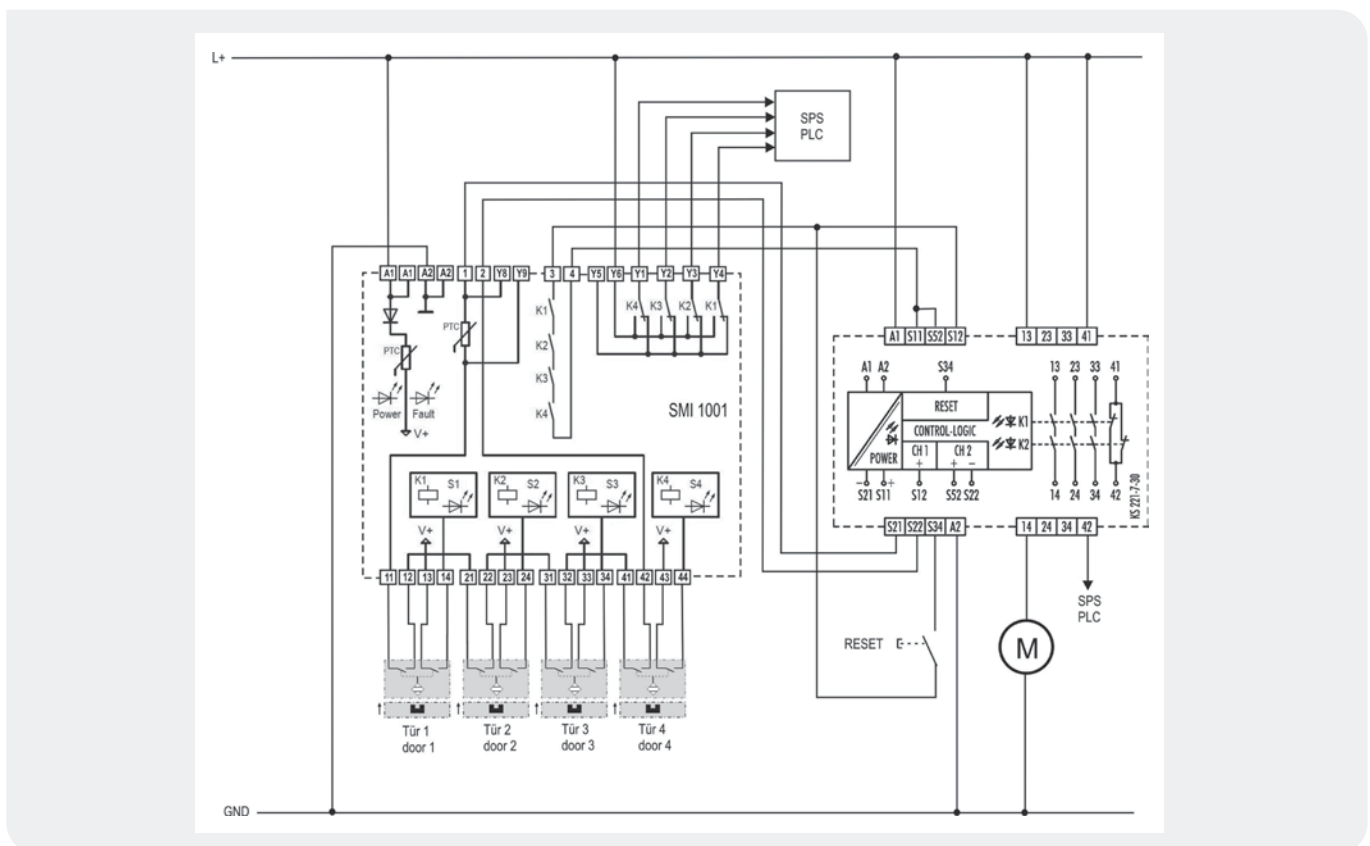 L+
SPS
PLC
A1 A1 A2 A2 1 2 Y8 Y9 3 4 Y5 Y6 Y1 Y2 Y3 Y4
K1
K4 K3 K2 K1
PTC
K2
PTC
K3
K4
Power Fault
V+
SMI 1001
K1 S1 K2 S2 K3 S3 K4 S4
V+ V+ V+ V+
11 12 13 14 21 22 23 24 31 32 33 34 41 42 43 44
Tür 1 Tür 2 Tür 3 Tür 4
door 1 door 2 door 3 door 4
A1 S11 S52 S12 13 23 33 41
A1 A2 S34 13 23 33 41
RESET
CONTROL-LOGIC
K1
K2
POWER
CH 1 CH 2
+ + −
− S21 S11 + S12 S52 S22 14 24 34 42
KS 221-7-30
S21 S22 S34 A2 14 24 34 42
SPS
PLC
RESET
M
GND